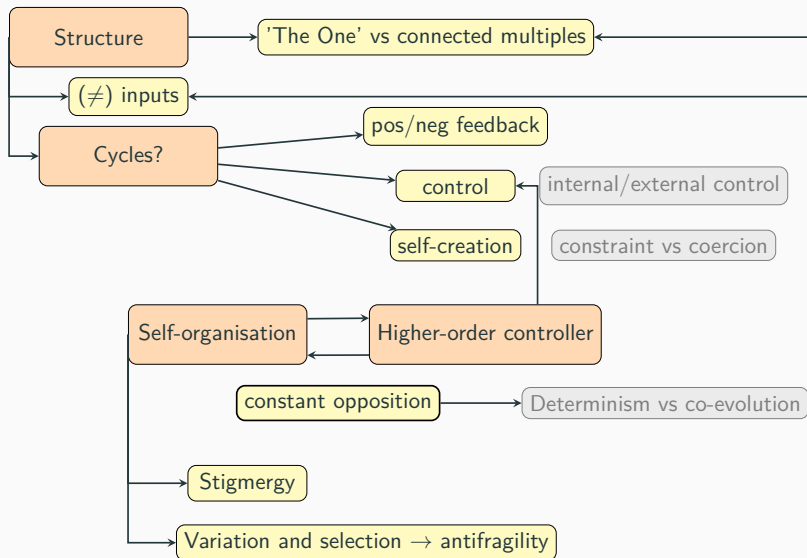 Structure
'The One' vs connected multiples
(≠) inputs
pos/neg feedback
Cycles?
control
internal/external control
self-creation
constraint vs coercion
Self-organisation
Higher-order controller
constant opposition
Determinism vs co-evolution
Stigmergy
Variation and selection → antifragility